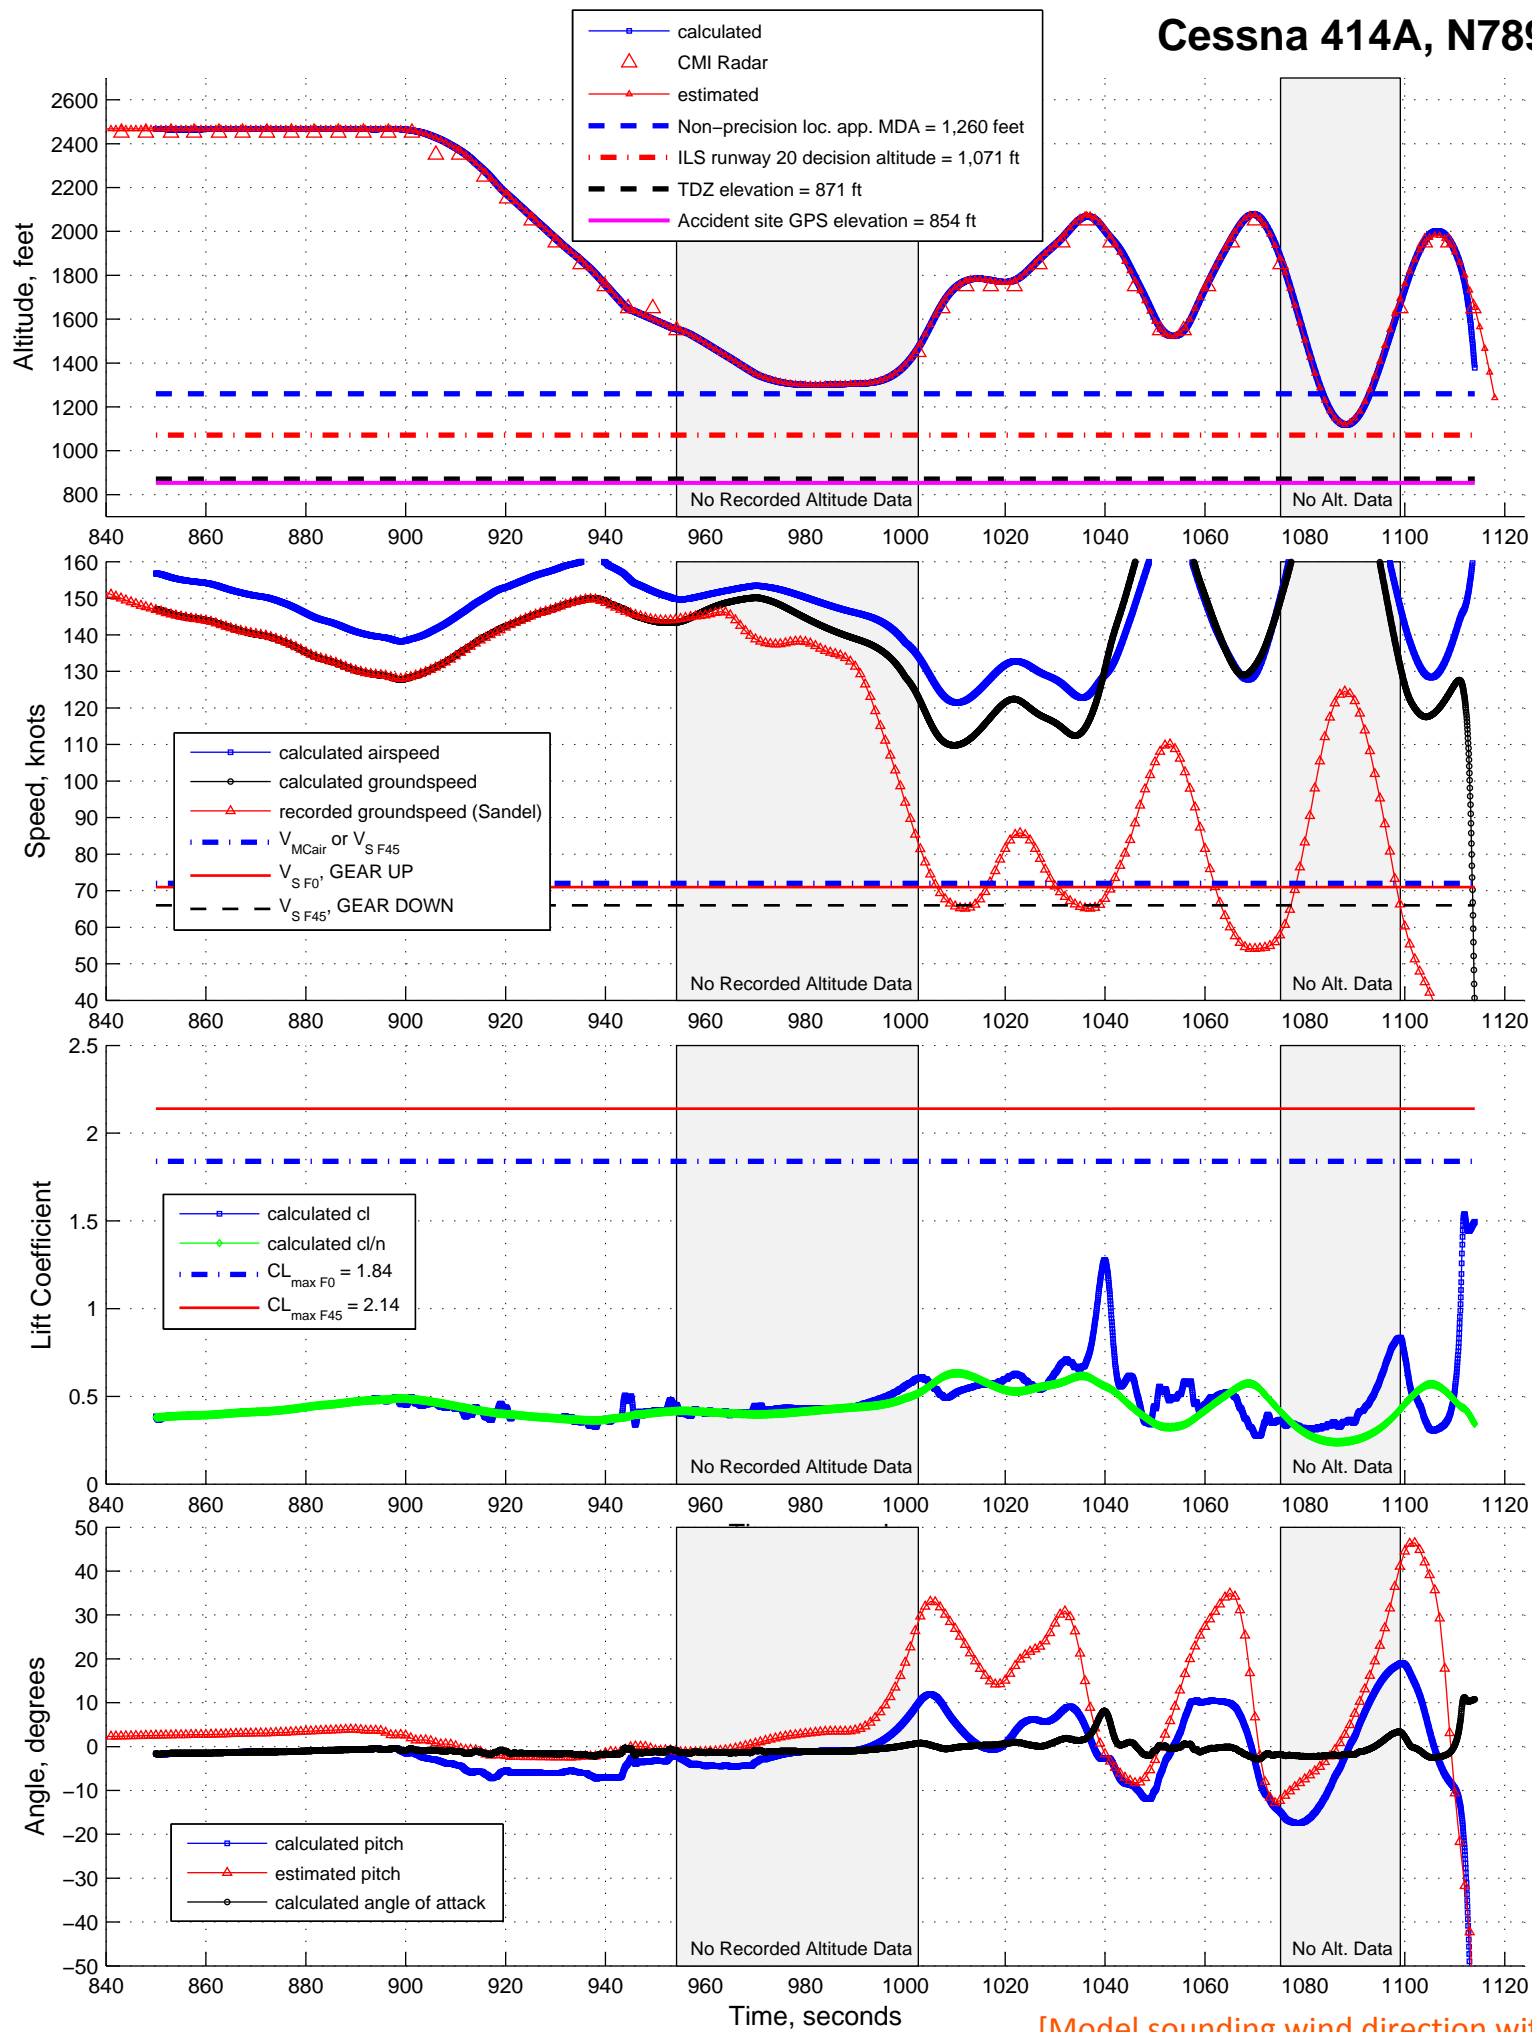 Cessna 414A, N789
calculated
CMI Radar
estimated
Non−precision loc. app. MDA = 1,260 feet
ILS runway 20 decision altitude = 1,071 ft
TDZ elevation = 871 ft
Accident site GPS elevation = 854 ft
Altitude, feet
2600
2400
2200
2000
1800
1600
1400
1200
1000
800
No Recorded Altitude Data
No Alt. Data
840 860 880 900 920 940 960 980 1000 1020 1040 1060 1080 1100 1120
Speed, knots
160
150
140
130
120
110
100
90
80
70
60
50
40
calculated airspeed
calculated groundspeed
recorded groundspeed (Sandel)
V MCair or V S F45
V S F0, GEAR UP
V S F45, GEAR DOWN
No Recorded Altitude Data
No Alt. Data
840 860 880 900 920 940 960 980 1000 1020 1040 1060 1080 1100 1120
Lift Coefficient
2.5
2
1.5
1
0.5
0
calculated cl
calculated cl/n
CL max F0 = 1.84
CL max F45 = 2.14
No Recorded Altitude Data
No Alt. Data
840 860 880 900 920 940 960 980 1000 1020 1040 1060 1080 1100 1120
Angle, degrees
50
40
30
20
10
0
−10
−20
−30
−40
−50
calculated pitch
estimated pitch
calculated angle of attack
No Recorded Altitude Data
No Alt. Data
840 860 880 900 920 940 960 980 1000 1020 1040 1060 1080 1100 1120
Time, seconds
[Model sounding wind direction wit